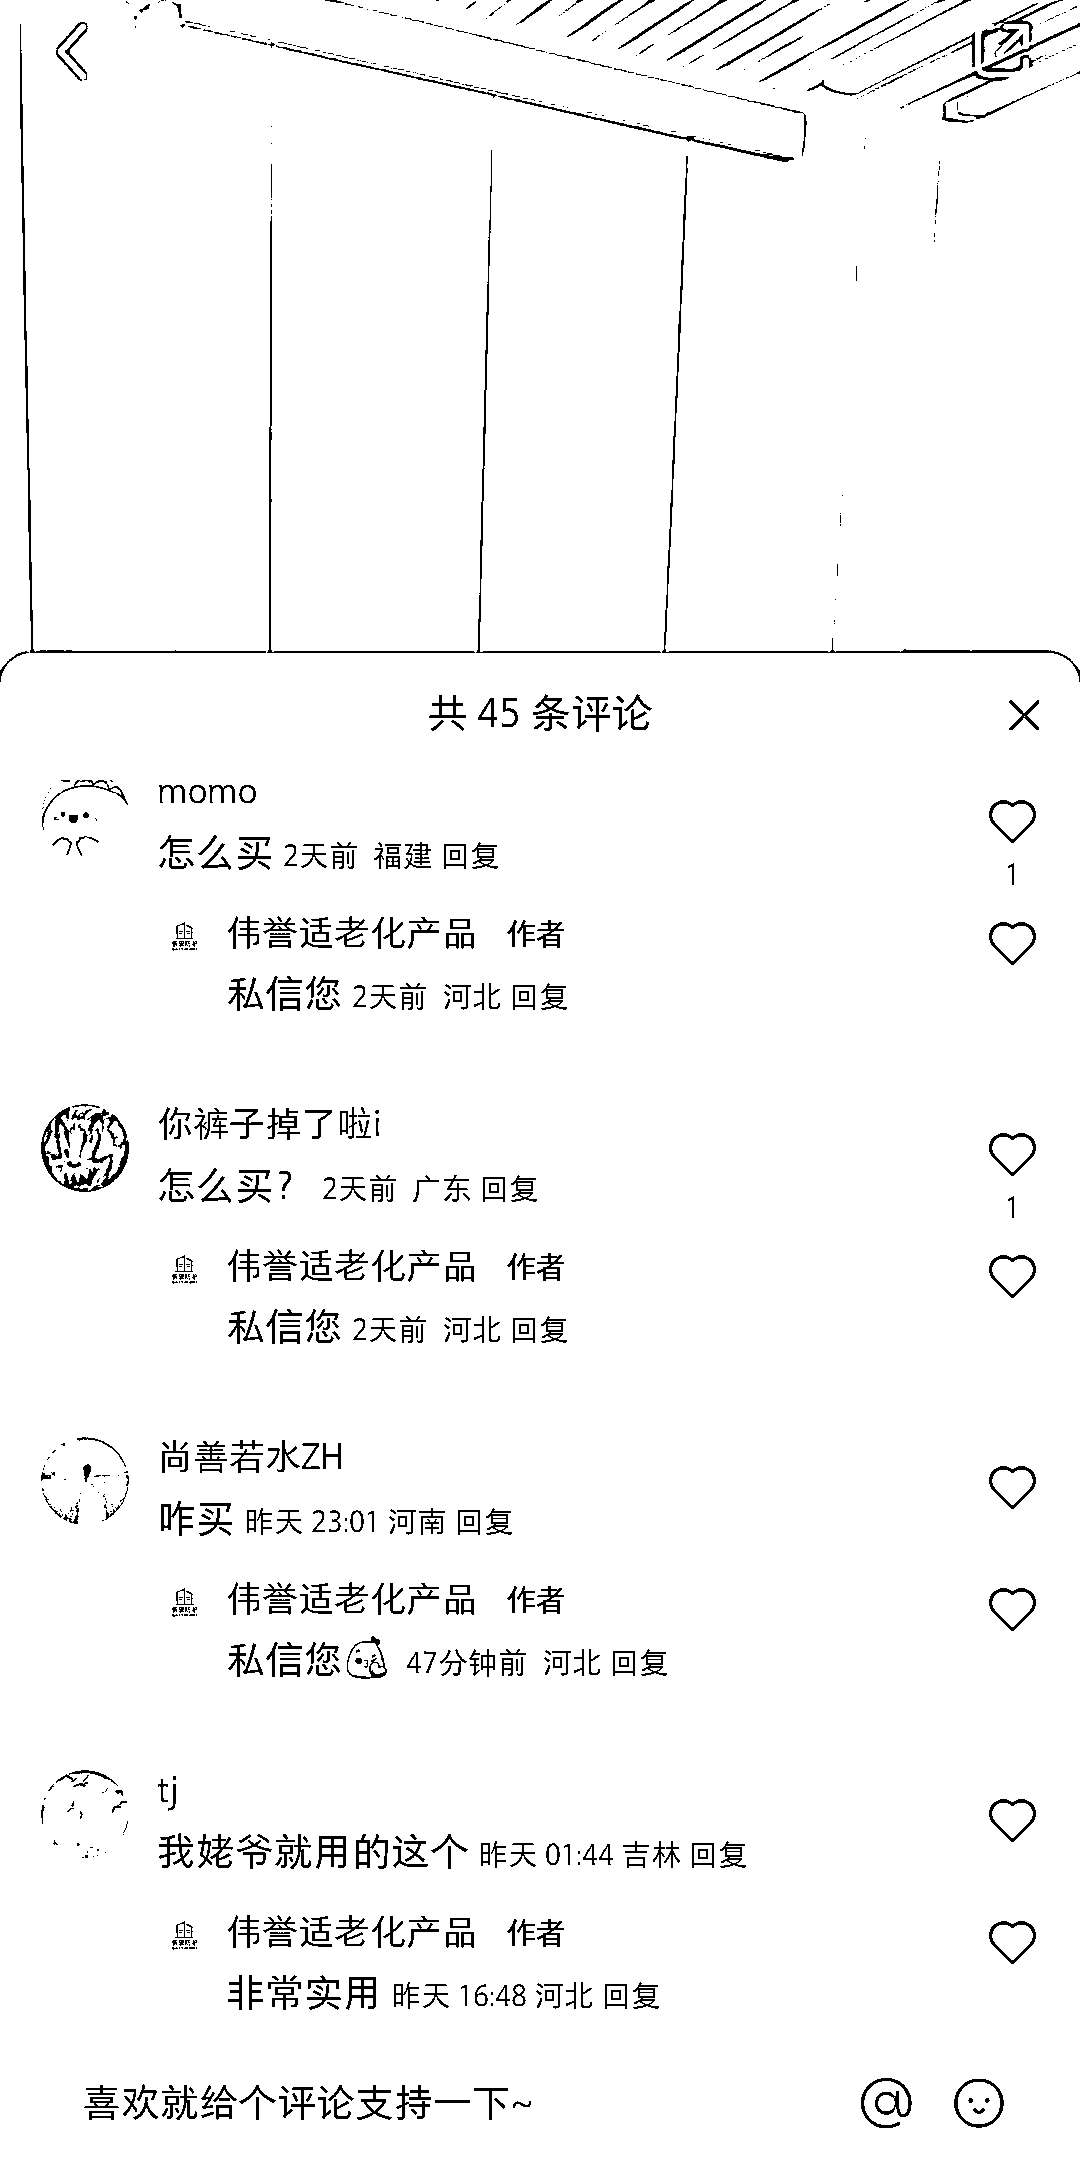 共 45 条评论
momo
怎么买 2天前 福建 回复
1
伟誉适老化产品 作者
私信您 2天前 河北 回复
你裤子掉了啦i
怎么买? 2天前 广东 回复
1
伟誉适老化产品 作者
私信您 2天前 河北 回复
尚善若水ZH
咋买 昨天 23:01 河南 回复
伟誉适老化产品 作者
私信您 47分钟前 河北 回复
tj
我姥爷就用的这个 昨天 01:44 吉林 回复
伟誉适老化产品 作者
非常实用 昨天 16:48 河北 回复
喜欢就给个评论支持一下~